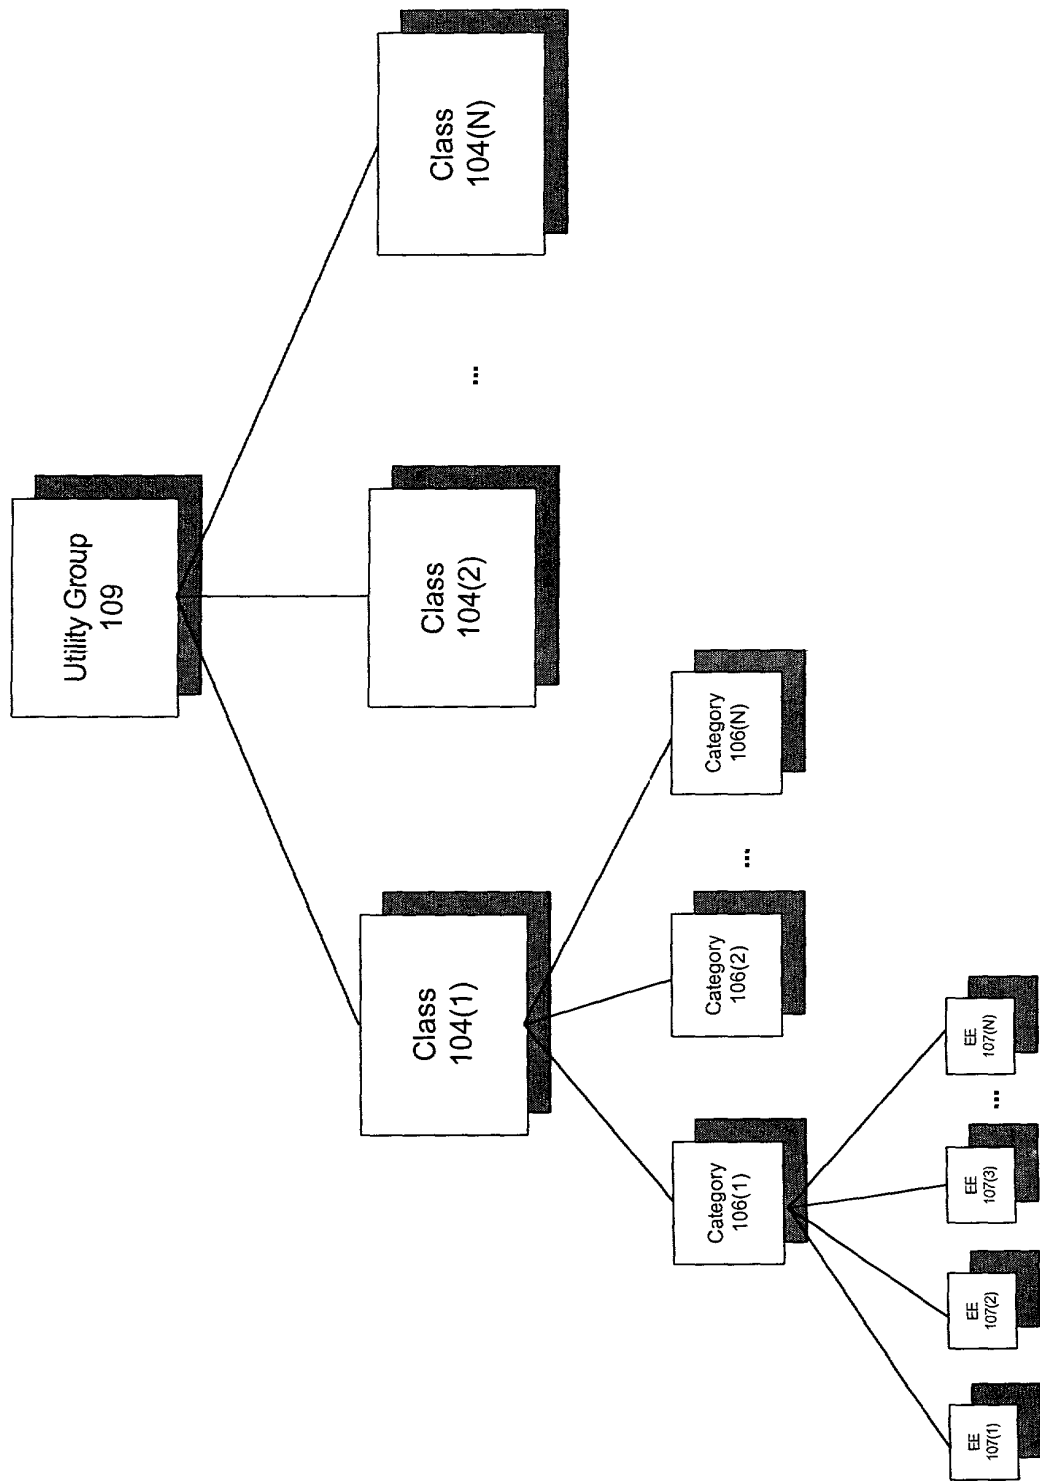 Utility Group
109
Class
104(1)
Class
104(2)
...
Class
104(N)
Category
106(1)
Category
106(2)
...
Category
106(N)
EE
107(1)
EE
107(2)
EE
107(3)
...
EE
107(N)